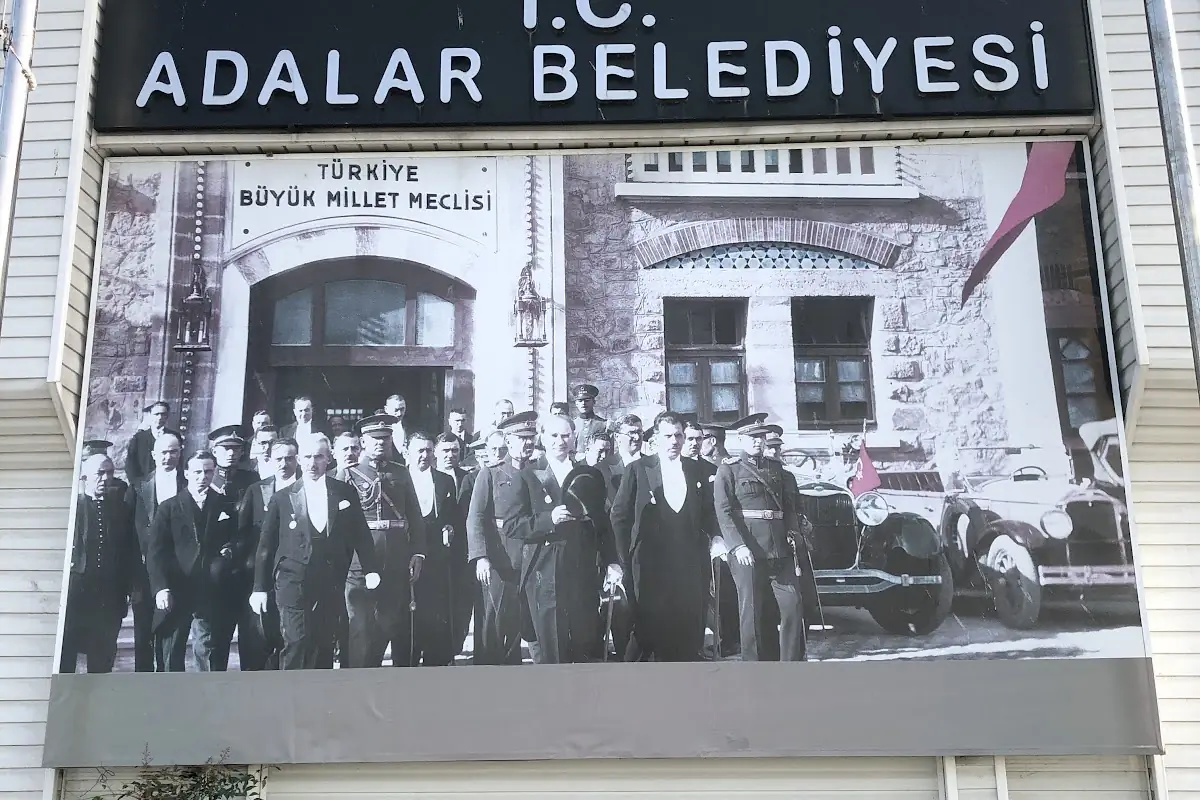 T.C.
ADALAR BELEDİYESİ
TÜRKİYE
BÜYÜK MİLLET MECLİSİ